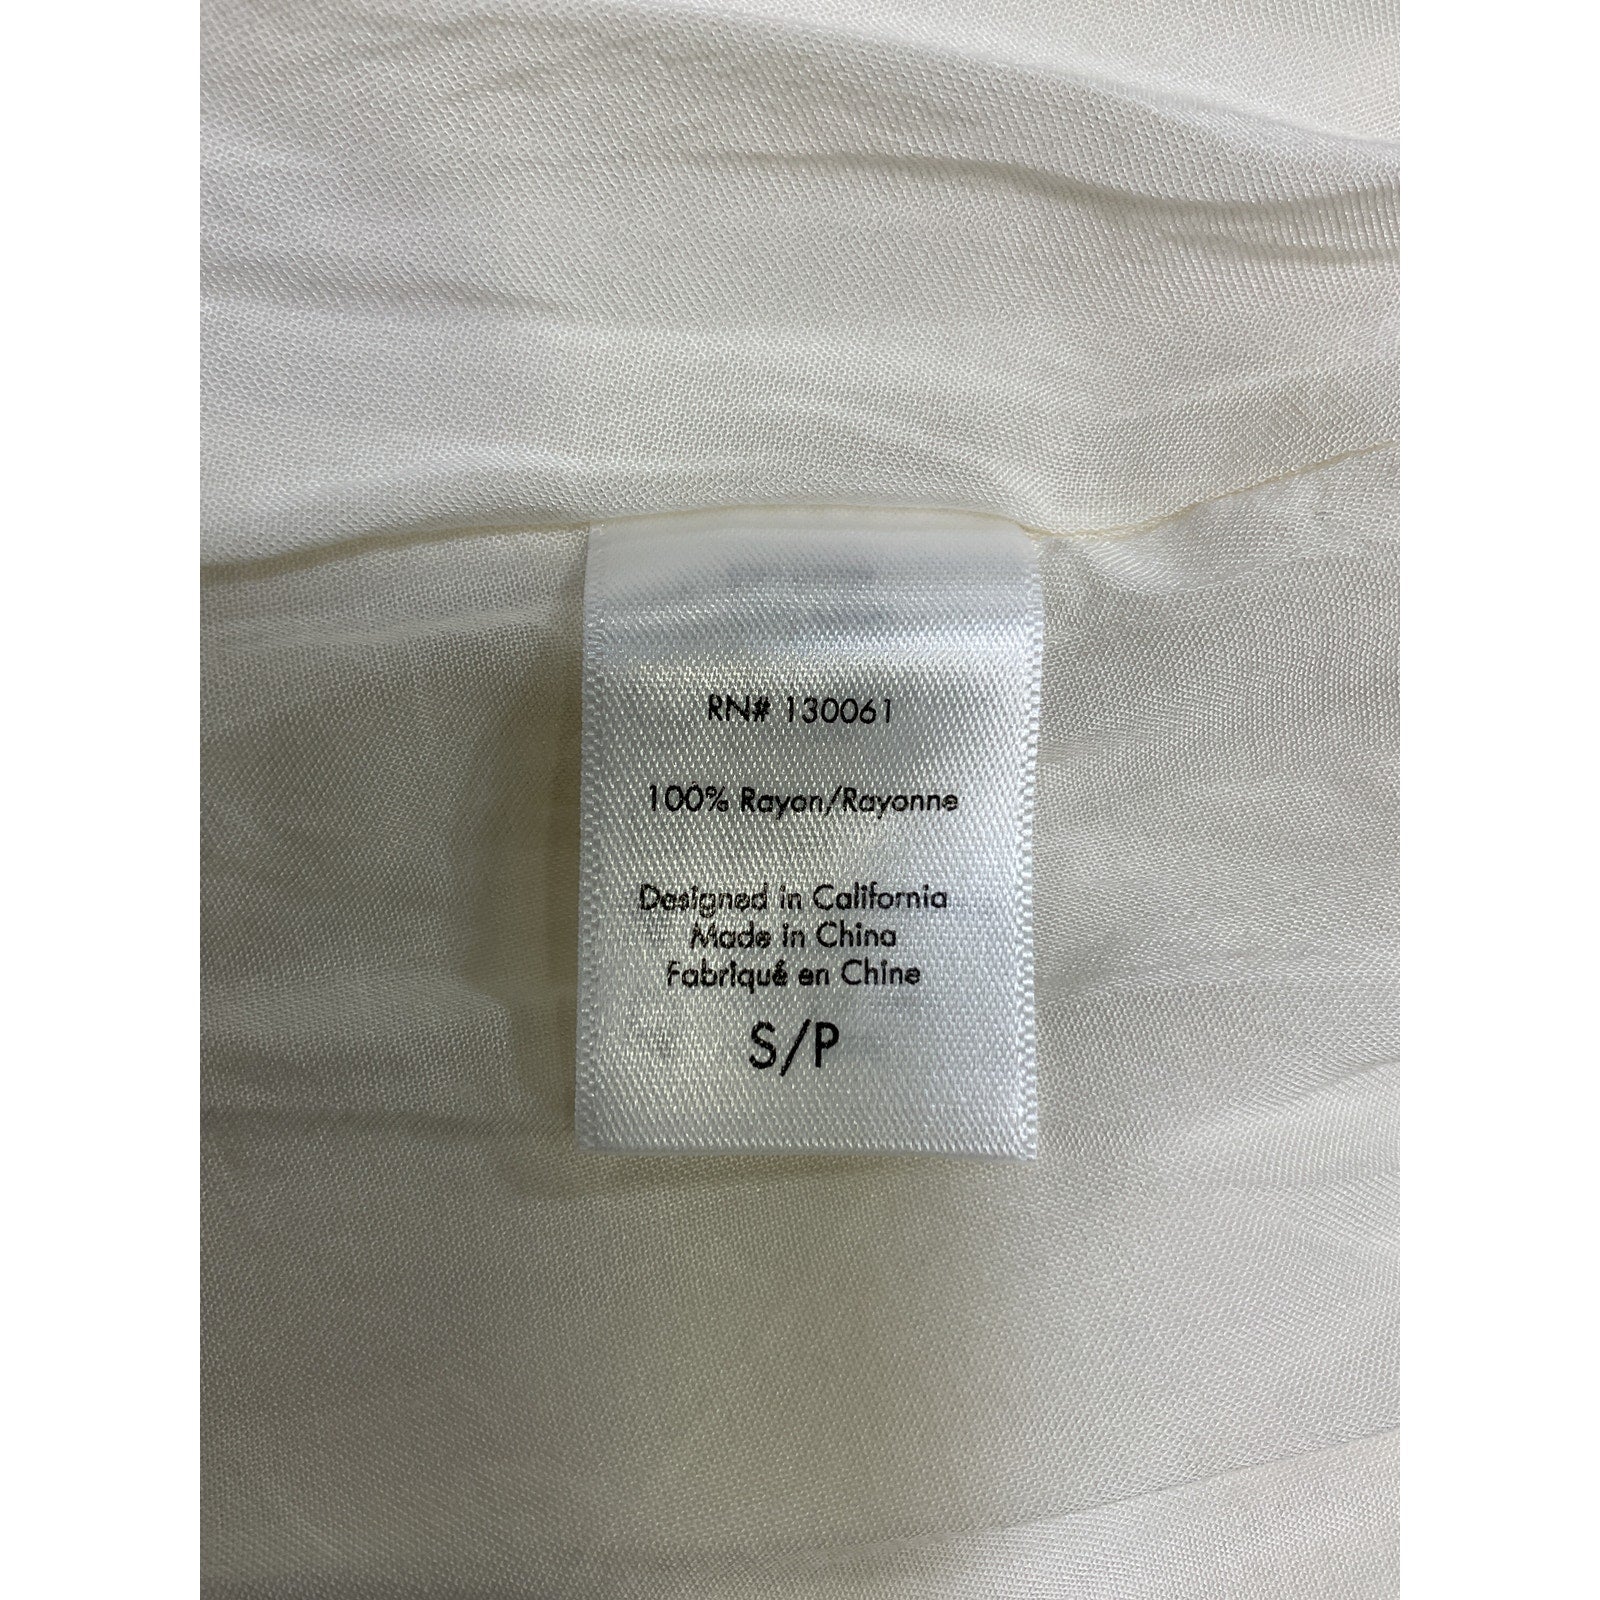 RN# 130061
100% Rayon/Rayonne
Designed in California
Made in China
Fabriqué en Chine
S/P